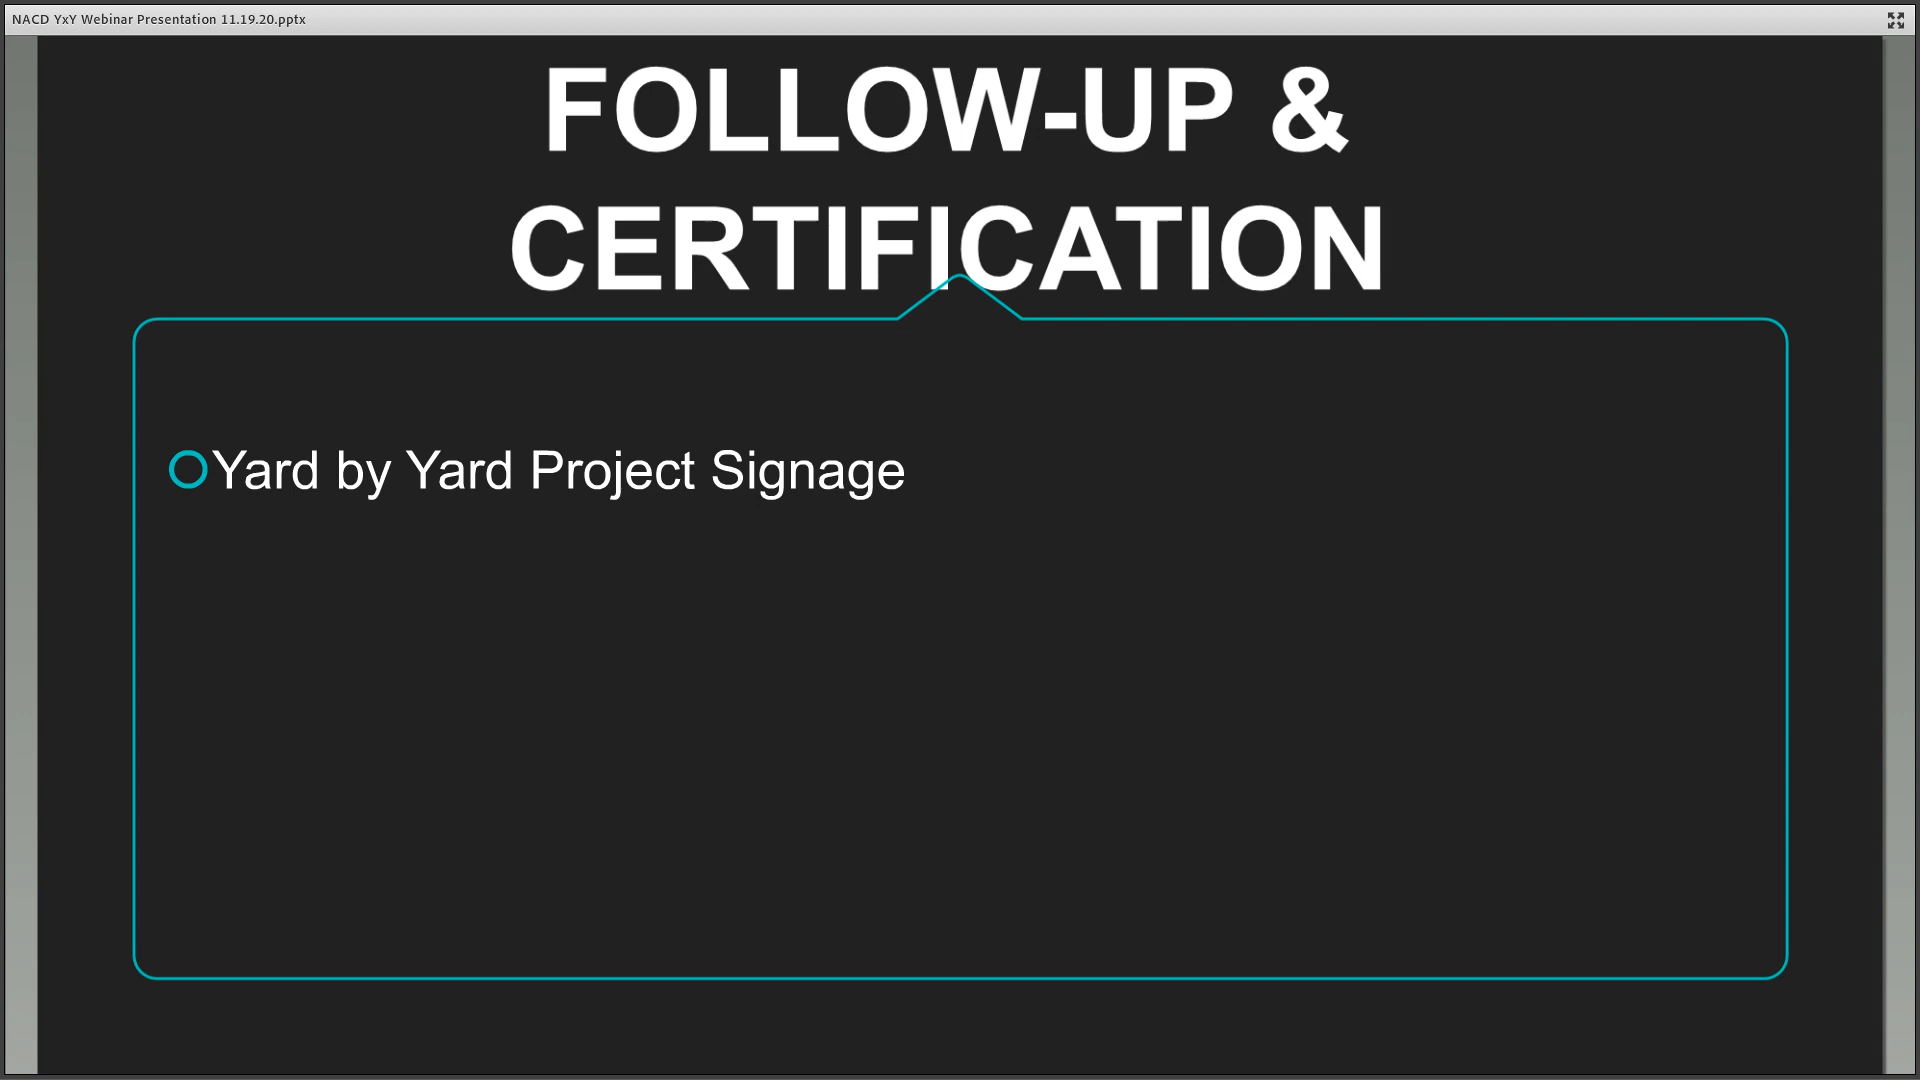 NACD YxY Webinar Presentation 11.19.20.pptx
FOLLOW-UP &
CERTIFICATION
Yard by Yard Project Signage